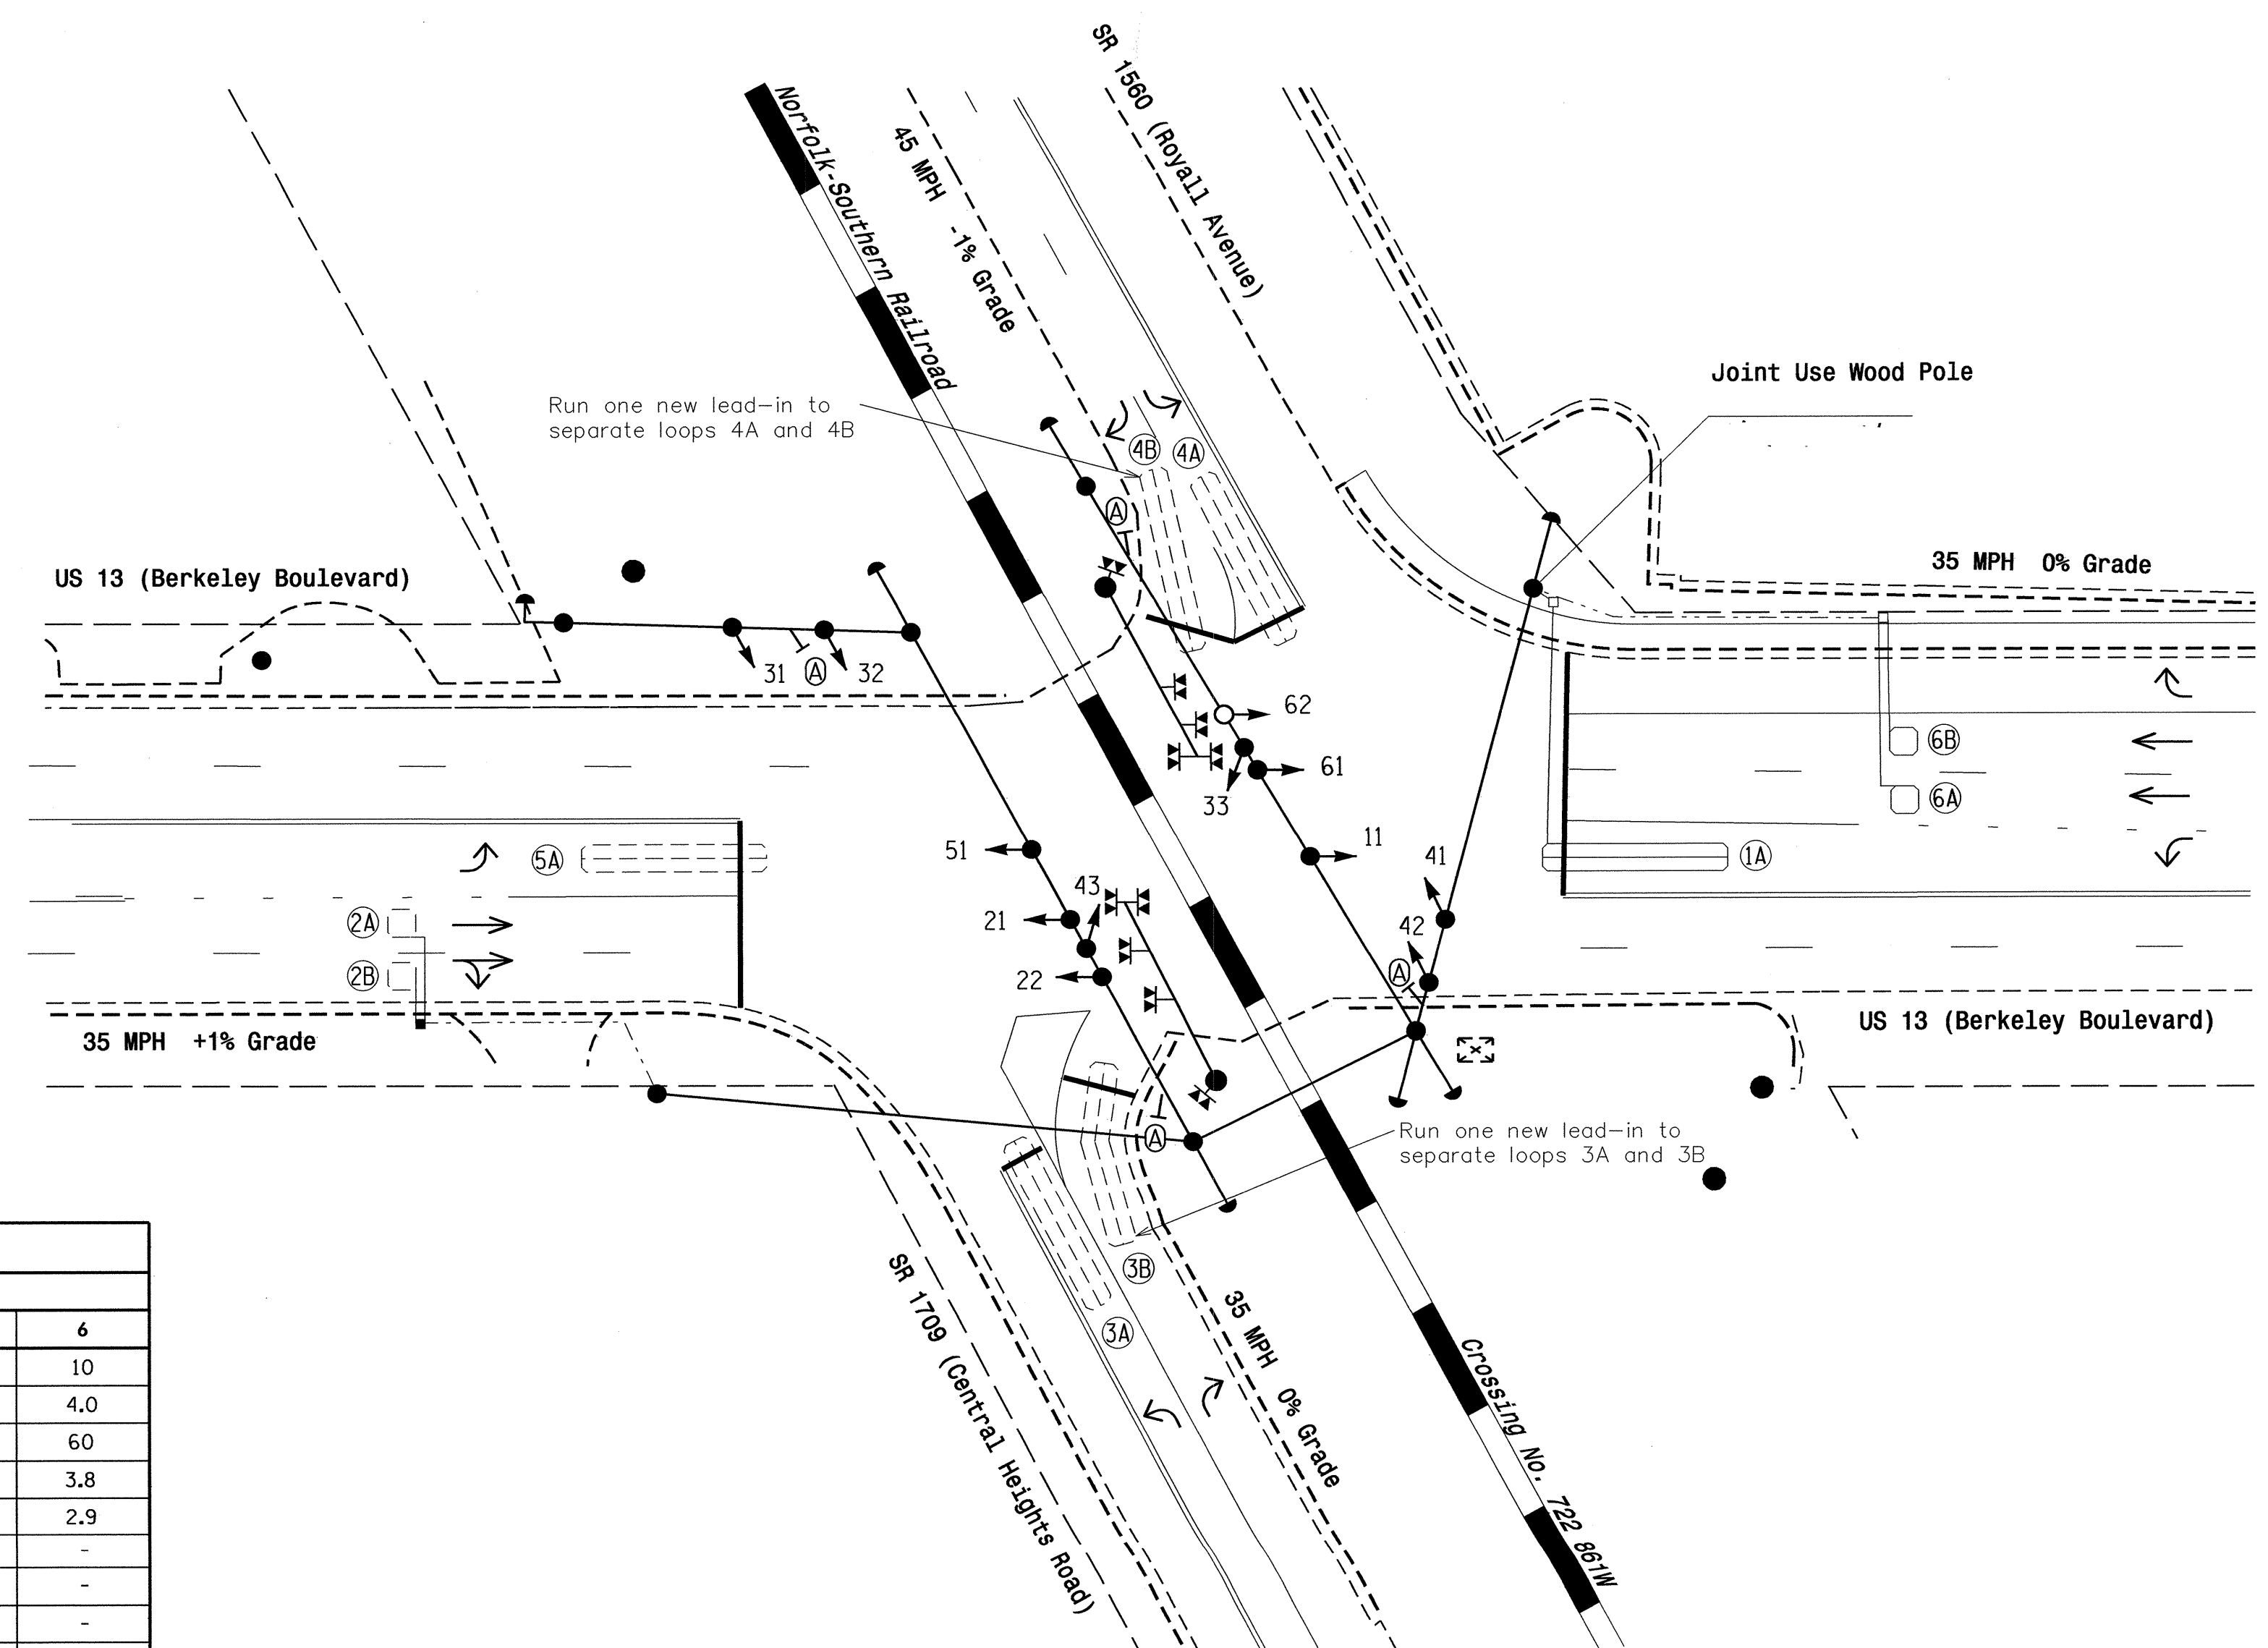 SR 1560 (Royall Avenue)
Norfolk-Southern Railroad
45 MPH -1% Grade
Joint Use Wood Pole
Run one new lead-in to
separate loops 4A and 4B
4B
4A
A
US 13 (Berkeley Boulevard)
35 MPH 0% Grade
31
A
32
62
6B
61
6A
33
51
5A
11
41
1A
43
21
2A
42
22
2B
A
35 MPH +1% Grade
US 13 (Berkeley Boulevard)
x
A
Run one new lead-in to
separate loops 3A and 3B
3B
3A
SR 1709 (Central Heights Road)
35 MPH 0% Grade
Crossing No. 722 861W
6
10
4.0
60
3.8
2.9
-
-
-